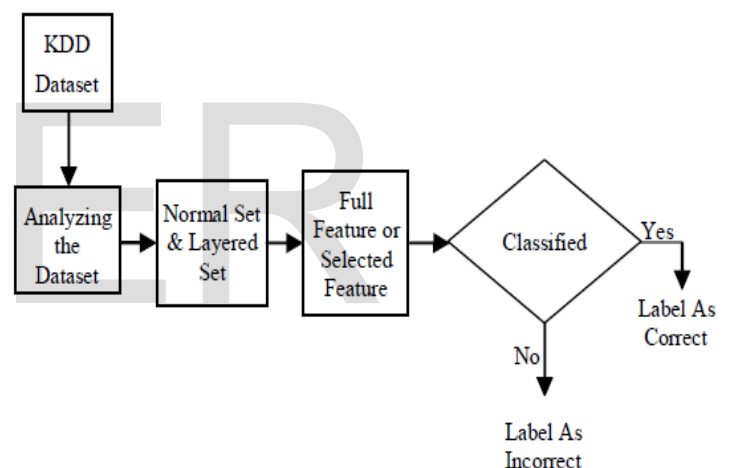 KDD
Dataset
Analyzing
the
Dataset
Normal Set
& Layered
Set
Full
Feature or
Selected
Feature
Classified
Yes
Label As
Correct
No
Label As
Incorrect
ER